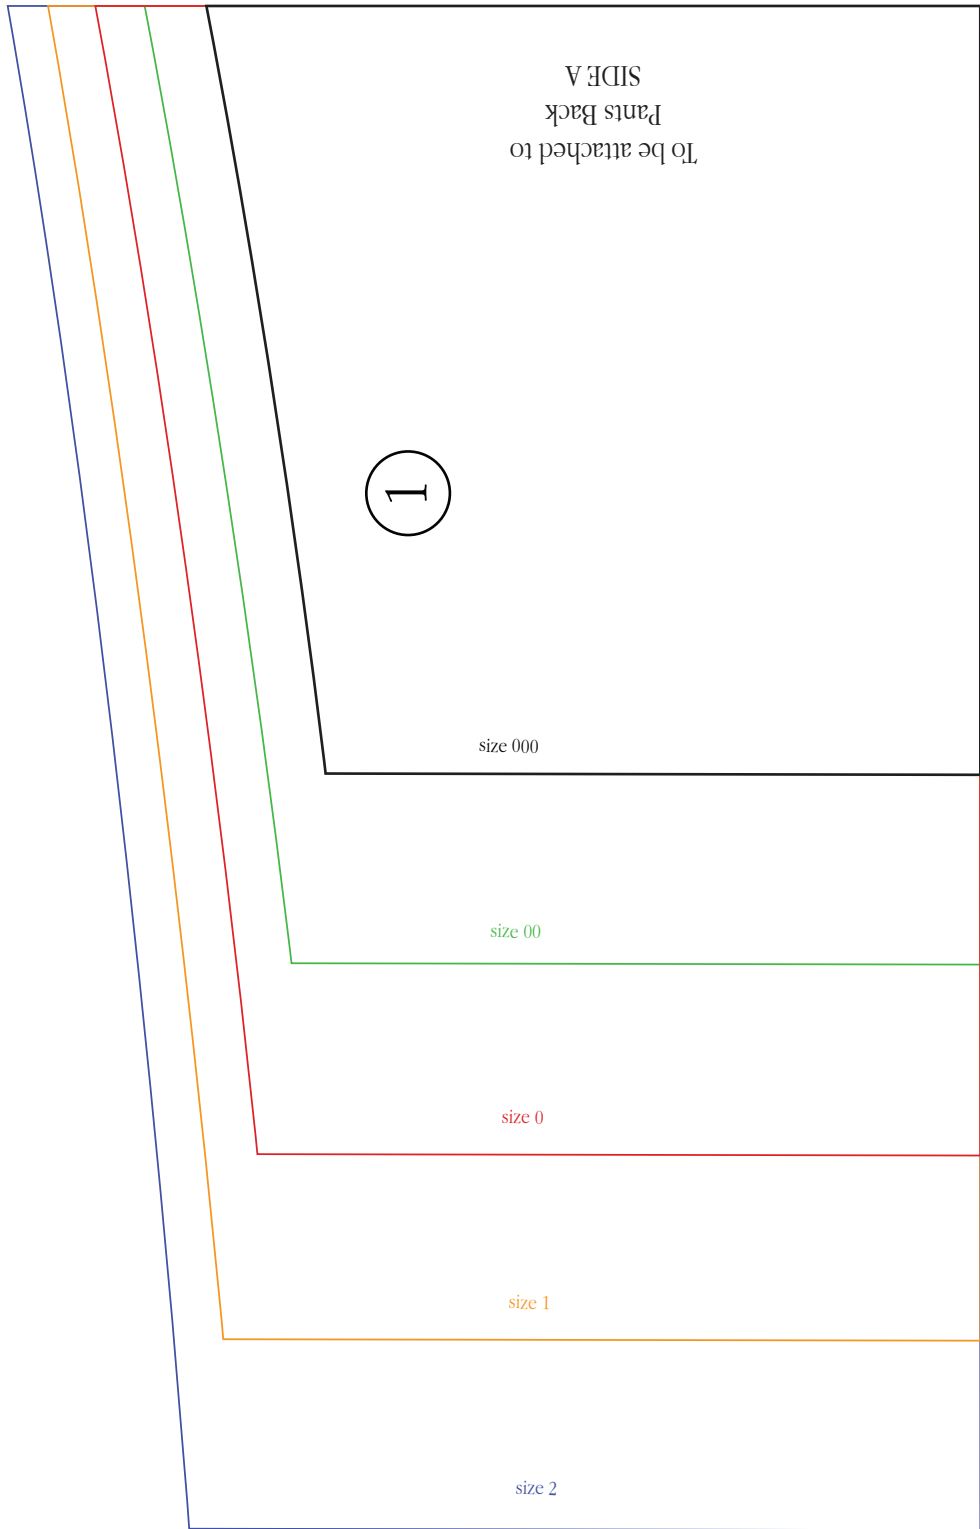 To be attached to
Pants Back
SIDE A
1
size 000
size 00
size 0
size 1
size 2